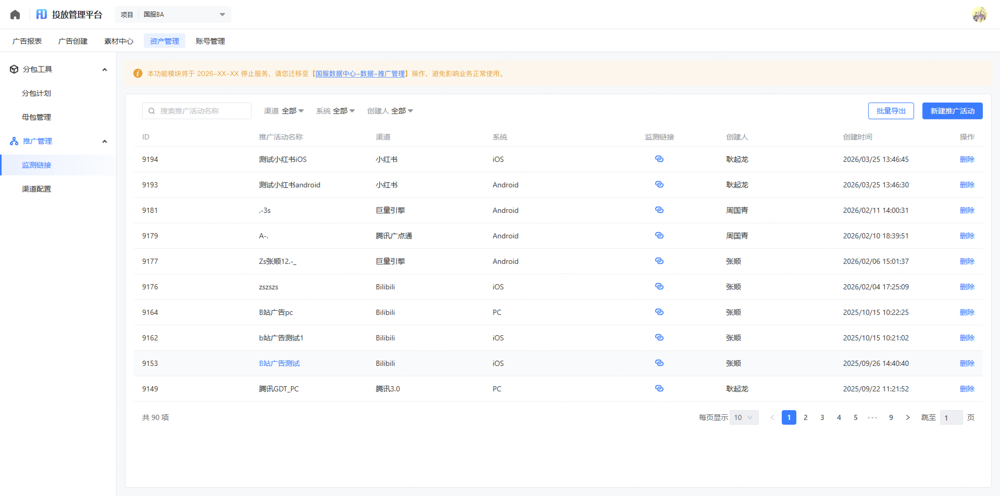 投放管理平台 项目 国服BA
广告报表 广告创建 素材中心 资产管理 账号管理
分包工具
分包计划
母包管理
推广管理
监测链接
渠道配置
本功能模块将于 2026-XX-XX 停止服务，请您迁移至【国服数据中心-数据-推广管理】操作，避免影响业务正常使用。
搜索推广活动名称 渠道 全部 系统 全部 创建人 全部 批量导出 新建推广活动
ID 推广活动名称 渠道 系统 监测链接 创建人 创建时间 操作
9194 测试小红书iOS 小红书 iOS 耿起龙 2026/03/25 13:46:45 删除
9193 测试小红书android 小红书 Android 耿起龙 2026/03/25 13:46:30 删除
9181 .-3s 巨量引擎 Android 周国青 2026/02/11 14:00:31 删除
9179 A-. 腾讯广点通 Android 周国青 2026/02/10 18:39:51 删除
9177 Zs张顺12.-_ 巨量引擎 Android 张顺 2026/02/06 15:01:37 删除
9176 zszszs Bilibili iOS 张顺 2026/02/04 17:25:09 删除
9164 B站广告pc Bilibili PC 张顺 2025/10/15 10:22:25 删除
9162 b站广告测试1 Bilibili iOS 张顺 2025/10/15 10:21:02 删除
9153 B站广告测试 Bilibili iOS 张顺 2025/09/26 14:40:40 删除
9149 腾讯GDT_PC 腾讯3.0 PC 耿起龙 2025/09/22 11:21:52 删除
共 90 项 每页显示 10 1 2 3 4 5 ••• 9 跳至 1 页